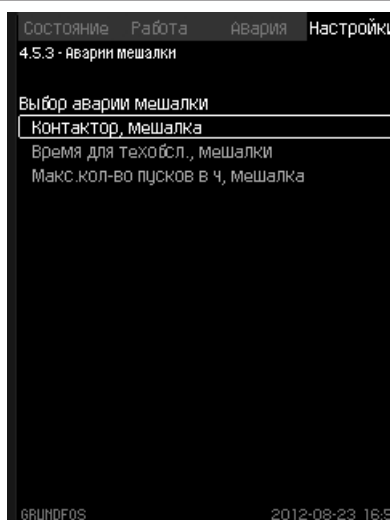 Состояние Работа Авария Настройки
4.5.3 - Аварии мешалки
Выбор аварии мешалки
Контактор, мешалка
Время для техобсл., мешалки
Макс.кол-во пусков в ч, мешалка
GRUNDFOS 2012-08-23